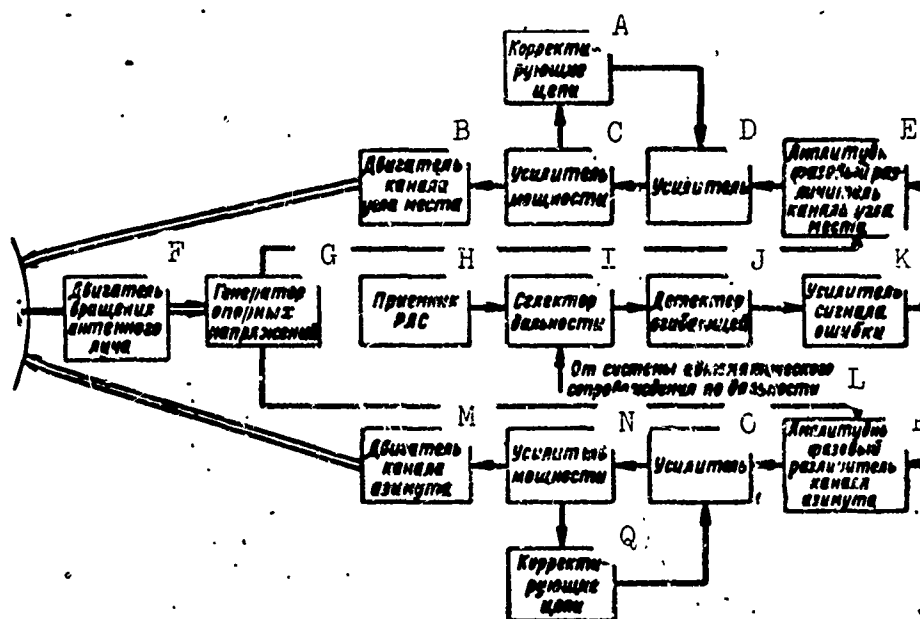 A
Корректи-
рующие
цепи
B
C
D
E
Двигатель
канала
угла места
Усилитель
мощности
Усилитель
Амплитудн
фазовый раз
личитель
канала угла
места
F
G
H
I
J
K
Двигатель
вращения
антенного
луча
Генератор
опорных
напряжений
Приемник
РЛС
Селектор
дальности
Детектор
огибающей
Усилитель
сигнала
ошибки
От системы автоматического
сопровождения по дальности
L
M
N
O
Двигатель
канала
азимута
Усилитель
мощности
Усилитель
Амплитудно
фазовый
различитель
канала
азимута
Q
Корректи-
рующие
цепи